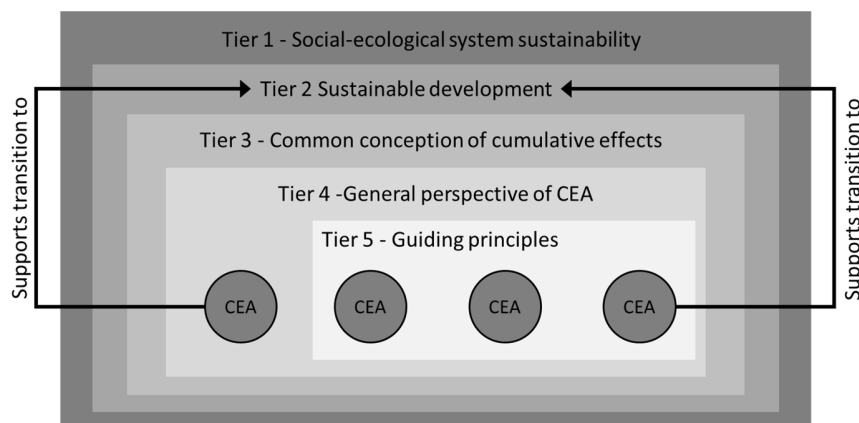 Tier 1 - Social-ecological system sustainability
Tier 2 Sustainable development
Tier 3 - Common conception of cumulative effects
Tier 4 -General perspective of CEA
Tier 5 - Guiding principles
CEA
CEA
CEA
CEA
Supports transition to
Supports transition to